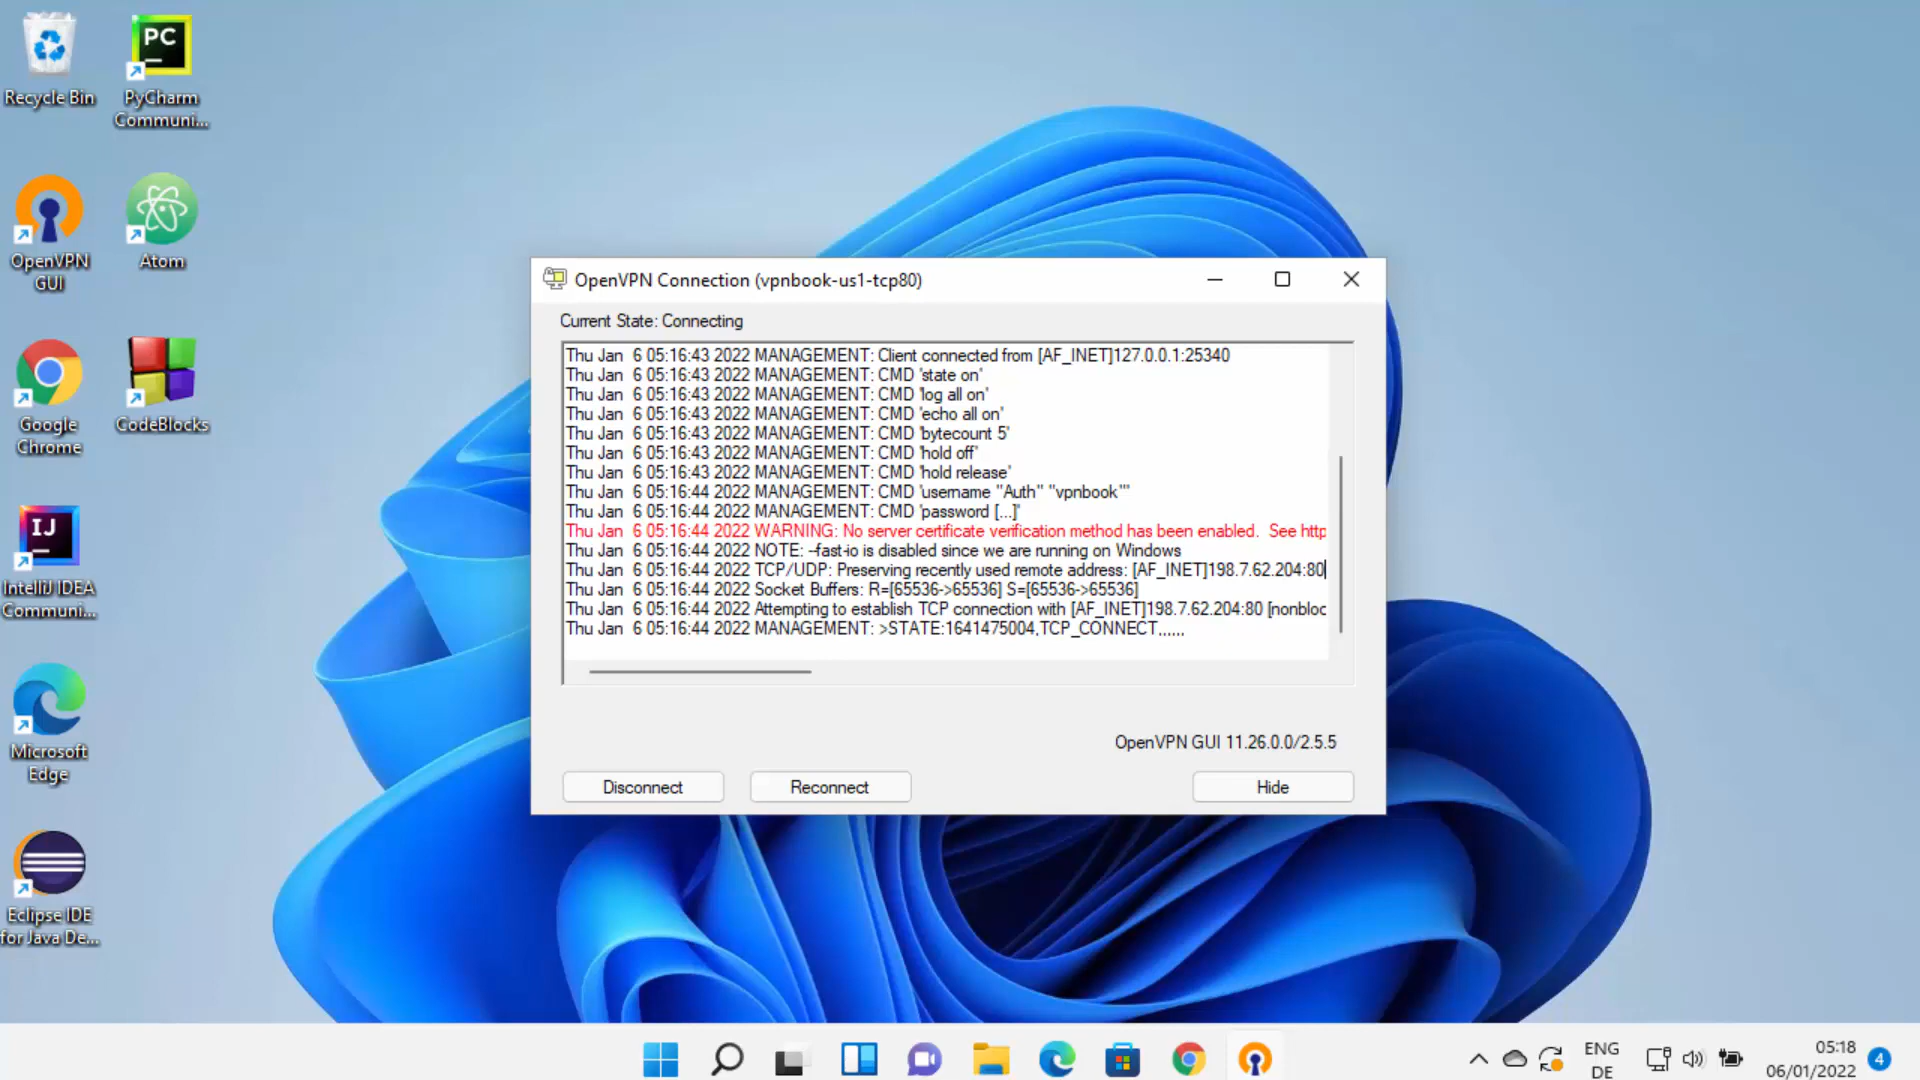 Recycle Bin
PC
PyCharm
Communi...
OpenVPN
GUI
Atom
Google
Chrome
CodeBlocks
IJ
IntelliJ IDEA
Communi...
Microsoft
Edge
Eclipse IDE
for Java De...
OpenVPN Connection (vpnbook-us1-tcp80)
Current State: Connecting
Thu Jan 6 05:16:43 2022 MANAGEMENT: Client connected from [AF_INET]127.0.0.1:25340
Thu Jan 6 05:16:43 2022 MANAGEMENT: CMD 'state on'
Thu Jan 6 05:16:43 2022 MANAGEMENT: CMD 'log all on'
Thu Jan 6 05:16:43 2022 MANAGEMENT: CMD 'echo all on'
Thu Jan 6 05:16:43 2022 MANAGEMENT: CMD 'bytecount 5'
Thu Jan 6 05:16:43 2022 MANAGEMENT: CMD 'hold off'
Thu Jan 6 05:16:43 2022 MANAGEMENT: CMD 'hold release'
Thu Jan 6 05:16:44 2022 MANAGEMENT: CMD 'username "Auth" "vpnbook"'
Thu Jan 6 05:16:44 2022 MANAGEMENT: CMD 'password [...]'
Thu Jan 6 05:16:44 2022 WARNING: No server certificate verification method has been enabled. See http
Thu Jan 6 05:16:44 2022 NOTE: --fast-io is disabled since we are running on Windows
Thu Jan 6 05:16:44 2022 TCP/UDP: Preserving recently used remote address: [AF_INET]198.7.62.204:80
Thu Jan 6 05:16:44 2022 Socket Buffers: R=[65536->65536] S=[65536->65536]
Thu Jan 6 05:16:44 2022 Attempting to establish TCP connection with [AF_INET]198.7.62.204:80 [nonbloc
Thu Jan 6 05:16:44 2022 MANAGEMENT: >STATE:1641475004,TCP_CONNECT,,,,,,
OpenVPN GUI 11.26.0.0/2.5.5
Disconnect
Reconnect
Hide
ENG
DE
05:18
06/01/2022
4